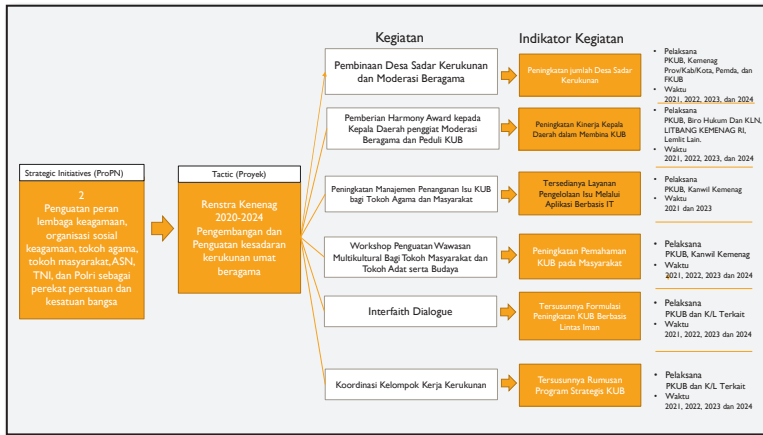 Kegiatan
Indikator Kegiatan
Strategic Initiatives (ProPN)
2
Penguatan peran
lembaga keagamaan,
organisasi sosial
keagamaan, tokoh agama,
tokoh masyarakat, ASN,
TNI, dan Polri sebagai
perekat persatuan dan
kesatuan bangsa
Tactic (Proyek)
Renstra Kenenag
2020-2024
Pengembangan dan
Penguatan kesadaran
kerukunan umat
beragama
Pembinaan Desa Sadar Kerukunan
dan Moderasi Beragama
Peningkatan jumlah Desa Sadar
Kerukunan
• Pelaksana
PKUB, Kemenag
Prov/Kab/Kota, Pemda, dan
FKUB
• Waktu
2021, 2022, 2023, dan 2024
Pemberian Harmony Award kepada
Kepala Daerah penggiat Moderasi
Beragama dan Peduli KUB
Peningkatan Kinerja Kepala
Daerah dalam Membina KUB
• Pelaksana
PKUB, Biro Hukum Dan KLN,
LITBANG KEMENAG RI,
Lemlit Lain.
• Waktu
2021, 2022, 2023, dan 2024
Peningkatan Manajemen Penanganan Isu KUB
bagi Tokoh Agama dan Masyarakat
Tersedianya Layanan
Pengelolaan Isu Melalui
Aplikasi Berbasis IT
• Pelaksana
PKUB, Kanwil Kemenag
• Waktu
2021 dan 2023
Workshop Penguatan Wawasan
Multikultural Bagi Tokoh Masyarakat dan
Tokoh Adat serta Budaya
Peningkatan Pemahaman
KUB pada Masyarakat
• Pelaksana
PKUB, Kanwil Kemenag
• Waktu
2021, 2022, 2023 dan 2024
Interfaith Dialogue
Tersusunnya Formulasi
Peningkatan KUB Berbasis
Lintas Iman
• Pelaksana
PKUB dan K/L Terkait
• Waktu
2021, 2022, 2023 dan 2024
Koordinasi Kelompok Kerja Kerukunan
Tersusunnya Rumusan
Program Strategis KUB
• Pelaksana
PKUB dan K/L Terkait
• Waktu
2021, 2022, 2023 dan 2024